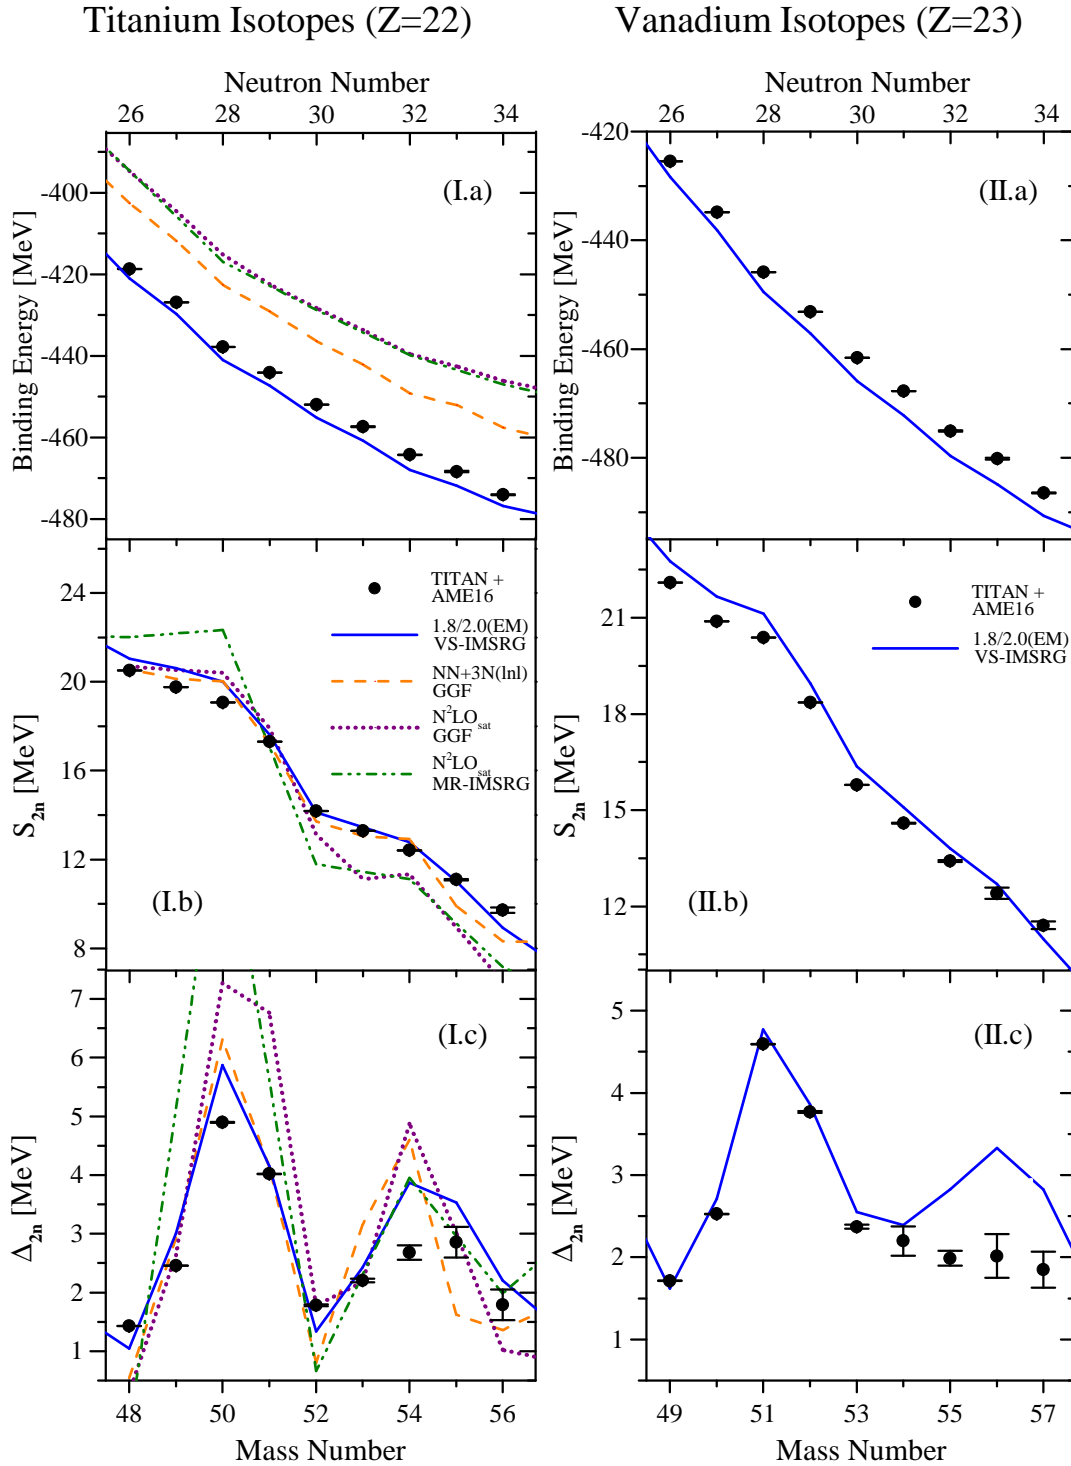 Titanium Isotopes (Z=22)
Vanadium Isotopes (Z=23)
Neutron Number
26 28 30 32 34
Neutron Number
26 28 30 32 34
Binding Energy [MeV]
-400
-420
-440
-460
-480
(I.a)
Binding Energy [MeV]
-420
-440
-460
-480
(II.a)
S2n [MeV]
24
20
16
12
8
TITAN +
AME16
1.8/2.0(EM)
VS-IMSRG
NN+3N(lnl)
GGF
N²LOsat
GGF
N²LOsat
MR-IMSRG
(I.b)
S2n [MeV]
21
18
15
12
TITAN +
AME16
1.8/2.0(EM)
VS-IMSRG
(II.b)
Δ2n [MeV]
7
6
5
4
3
2
1
(I.c)
48 50 52 54 56
Mass Number
Δ2n [MeV]
5
4
3
2
1
(II.c)
49 51 53 55 57
Mass Number